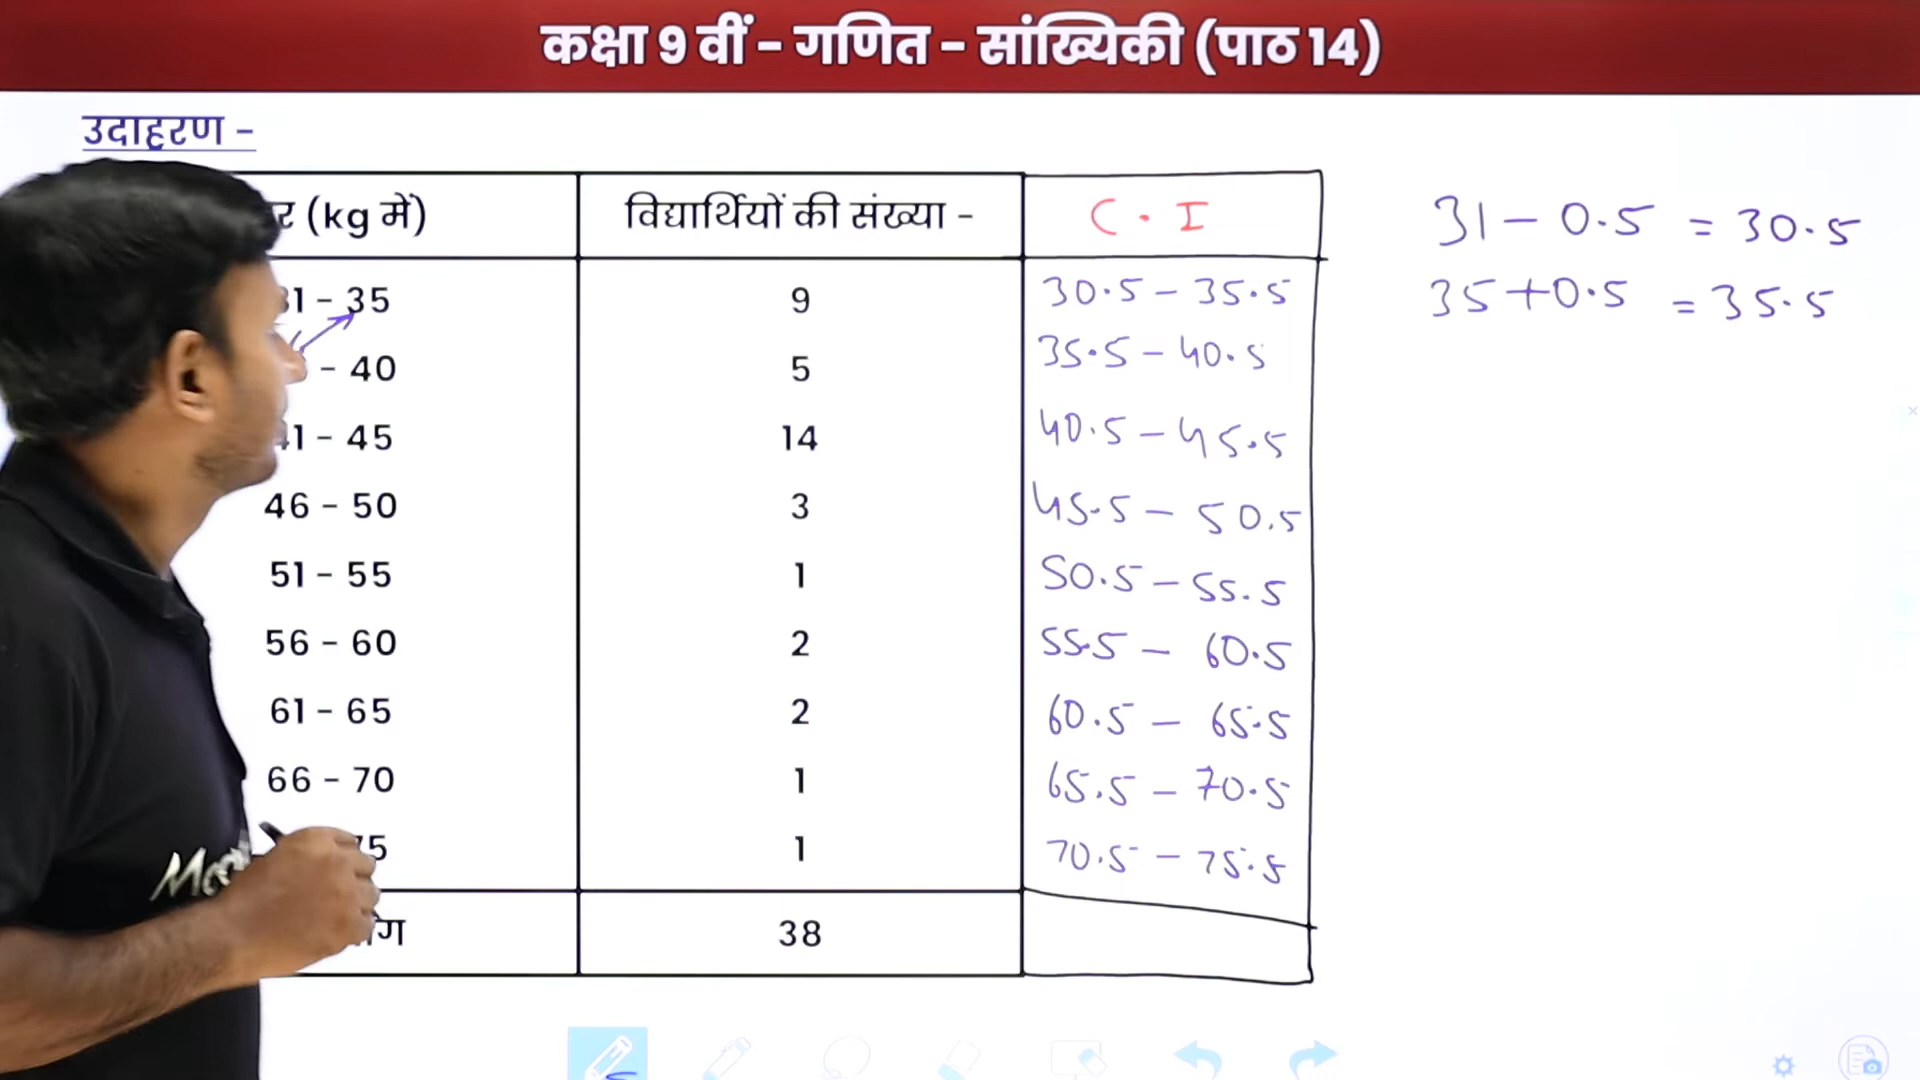 कक्षा 9 वीं - गणित - सांख्यिकी (पाठ 14)
उदाहरण -
(kg में) विद्यार्थियों की संख्या - C. I
31 - 0.5 = 30.5
35 + 0.5 = 35.5
1 - 35 9 30.5 - 35.5
- 40 5 35.5 - 40.5
1 - 45 14 40.5 - 45.5
46 - 50 3 45.5 - 50.5
51 - 55 1 50.5 - 55.5
56 - 60 2 55.5 - 60.5
61 - 65 2 60.5 - 65.5
66 - 70 1 65.5 - 70.5
75 1 70.5 - 75.5
38